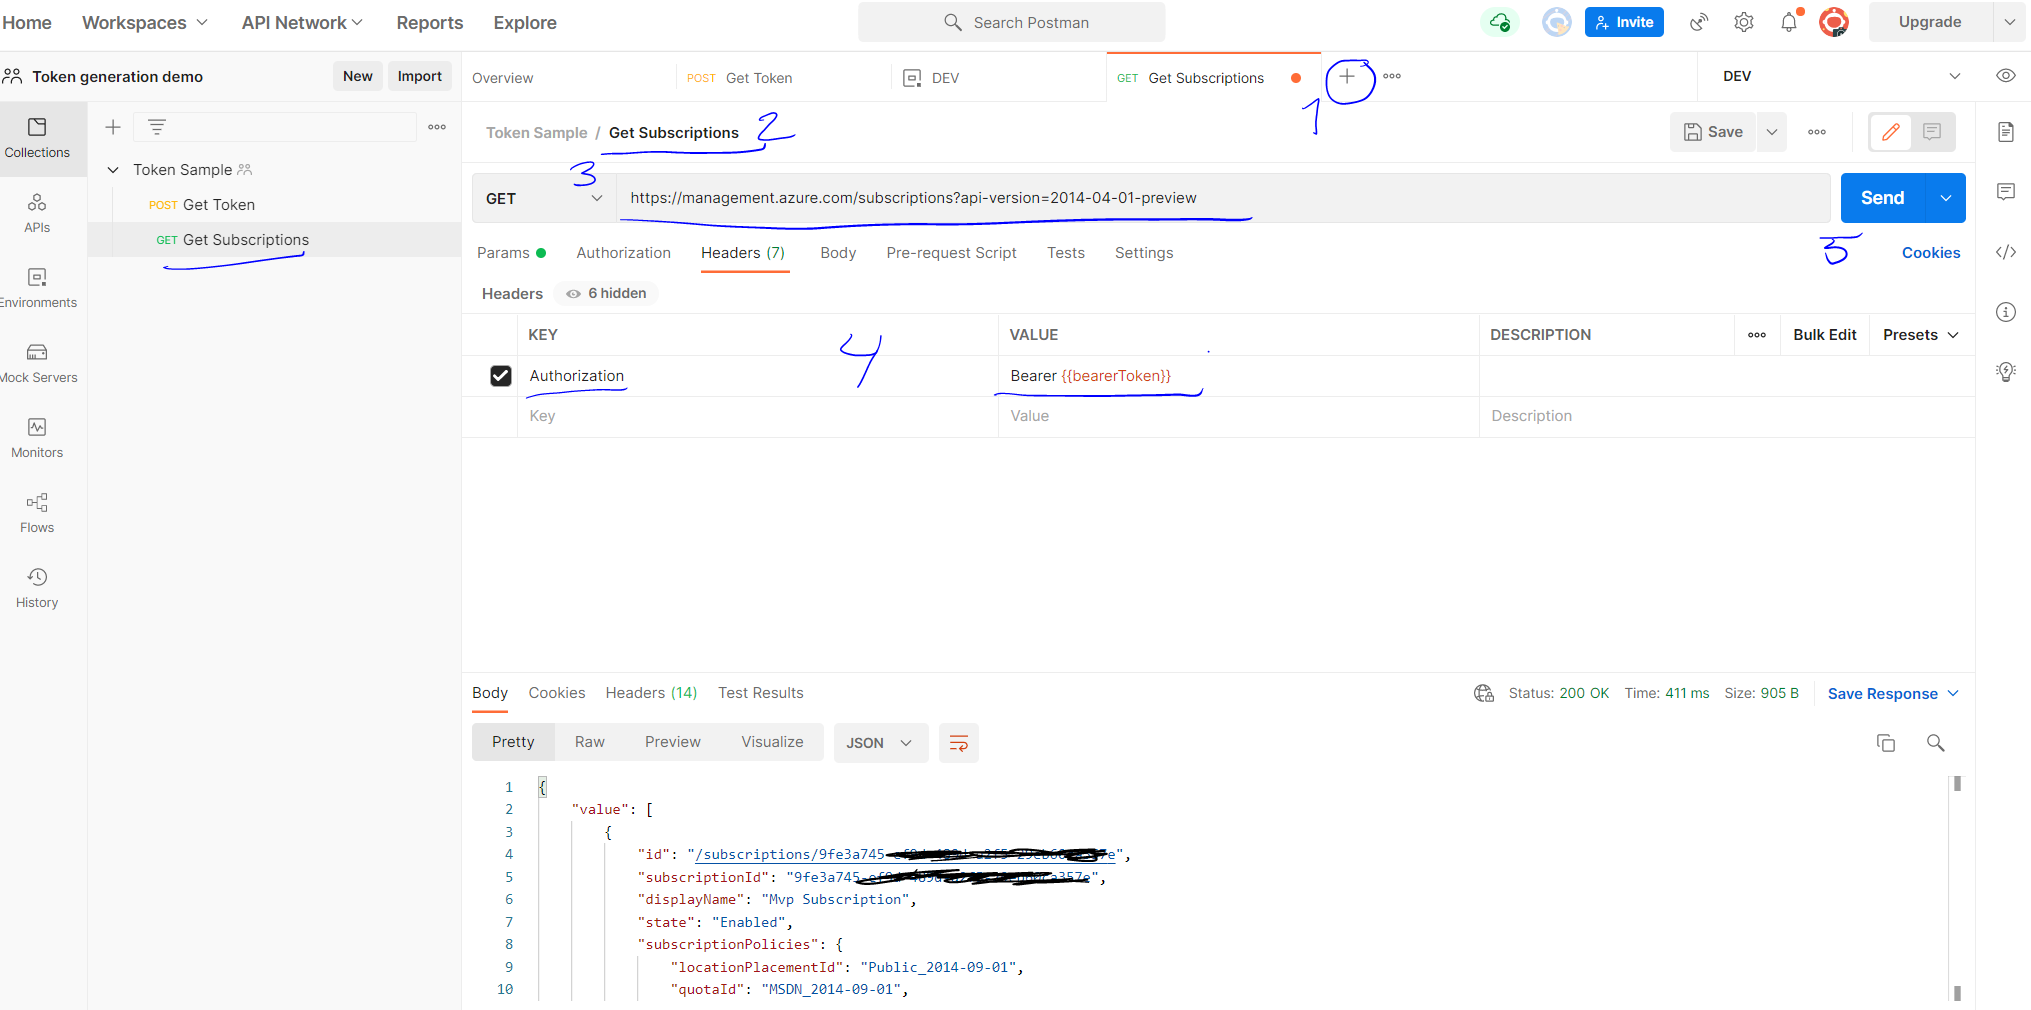 Home Workspaces API Network Reports Explore Search Postman Invite Upgrade
Token generation demo New Import Overview POST Get Token DEV GET Get Subscriptions DEV
1
Collections
Token Sample / Get Subscriptions 2 Save
Token Sample
3
POST Get Token
GET https://management.azure.com/subscriptions?api-version=2014-04-01-preview Send
APIs
GET Get Subscriptions
5
Params Authorization Headers (7) Body Pre-request Script Tests Settings Cookies
Environments
Headers 6 hidden
KEY VALUE DESCRIPTION Bulk Edit Presets
4
Mock Servers
Authorization Bearer {{bearerToken}}
Key Value Description
Monitors
Flows
History
Body Cookies Headers (14) Test Results Status: 200 OK Time: 411 ms Size: 905 B Save Response
Pretty Raw Preview Visualize JSON
1 {
2 "value": [
3 {
4 "id": "/subscriptions/9fe3a745- e",
5 "subscriptionId": "9fe3a745- e",
6 "displayName": "Mvp Subscription",
7 "state": "Enabled",
8 "subscriptionPolicies": {
9 "locationPlacementId": "Public_2014-09-01",
10 "quotaId": "MSDN_2014-09-01",